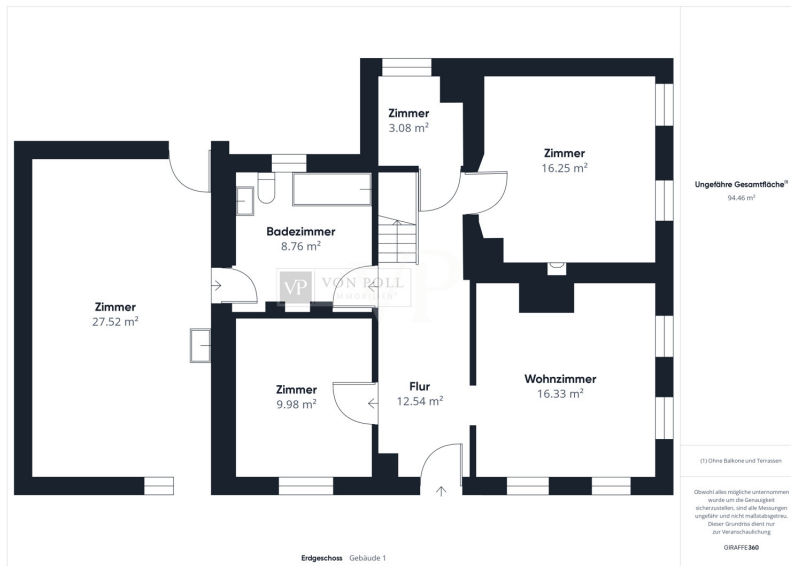 Zimmer
3.08 m²
Zimmer
16.25 m²
Ungefähre Gesamtfläche⁽¹⁾
94.46 m²
Badezimmer
8.76 m²
VP VON POLL
IMMOBILIEN®
Zimmer
27.52 m²
Zimmer
9.98 m²
Flur
12.54 m²
Wohnzimmer
16.33 m²
(1) Ohne Balkone und Terrassen
Obwohl alles mögliche unternommen
wurde um die Genauigkeit
sicherzustellen, sind alle Messungen
ungefähr und nicht maßstabsgetreu.
Dieser Grundriss dient nur
zur Veranschaulichung
GIRAFFE360
Erdgeschoss Gebäude 1